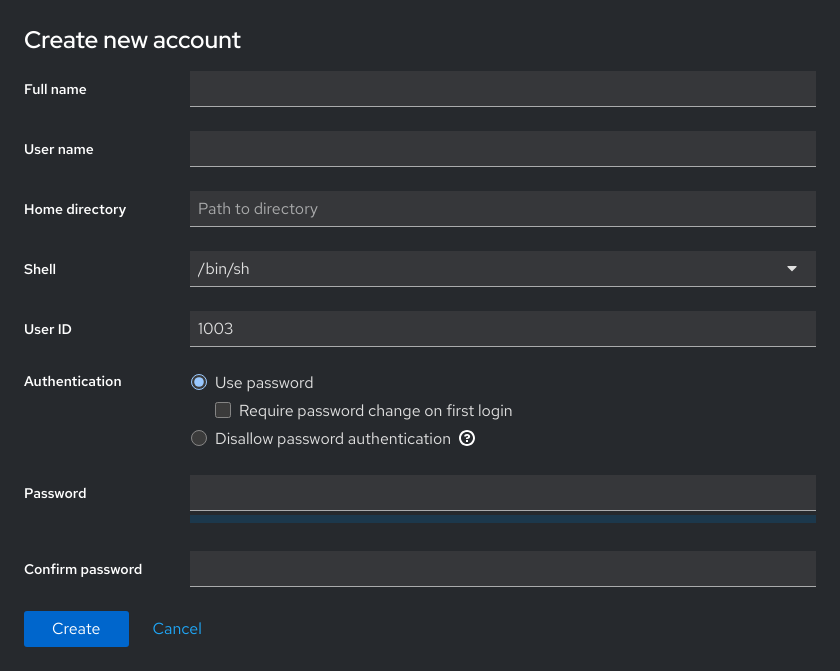 Create new account
Full name
User name
Home directory Path to directory
Shell /bin/sh
User ID 1003
Authentication Use password
Require password change on first login
Disallow password authentication ?
Password
Confirm password
Create Cancel